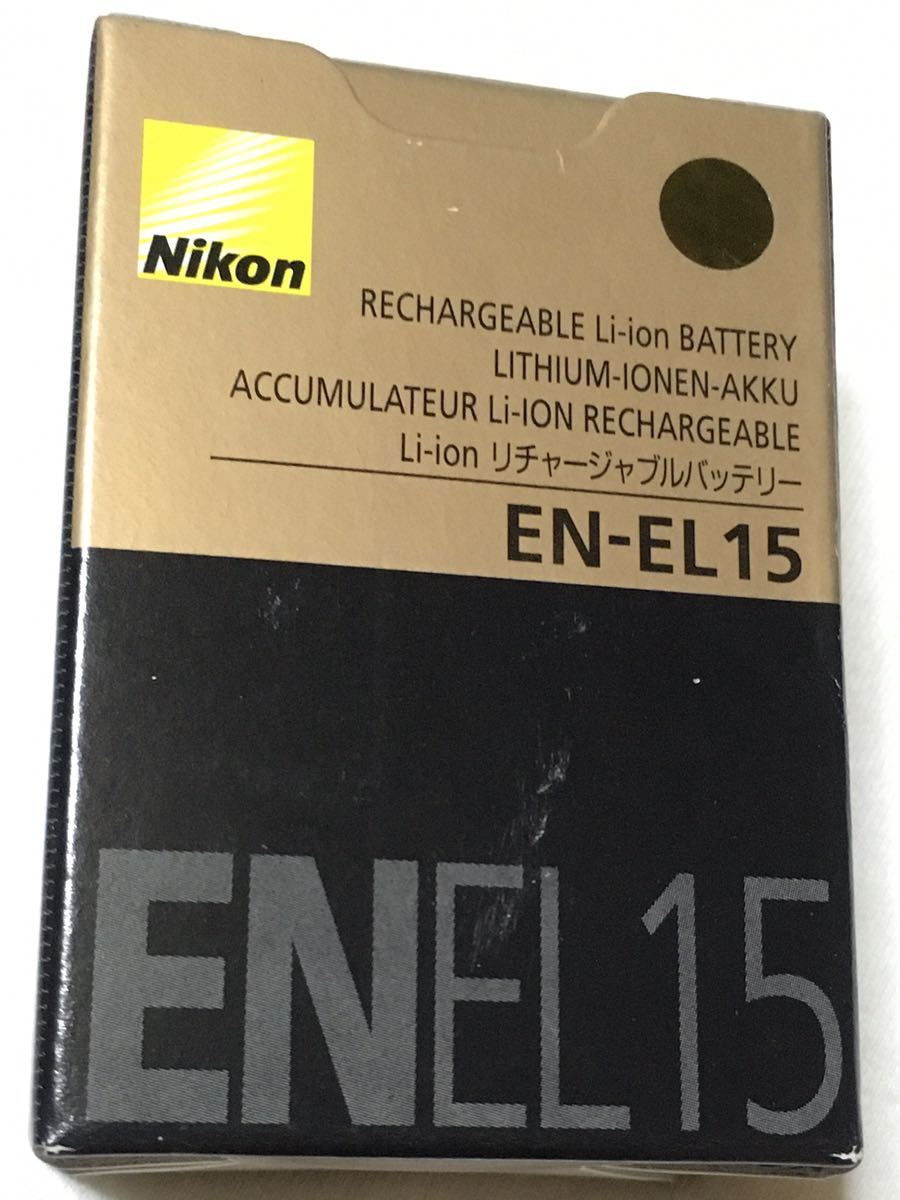 Nikon
RECHARGEABLE Li-ion BATTERY
LITHIUM-IONEN-AKKU
ACCUMULATEUR Li-ION RECHARGEABLE
Li-ion リチャージャブルバッテリー
EN-EL15
ENEL15